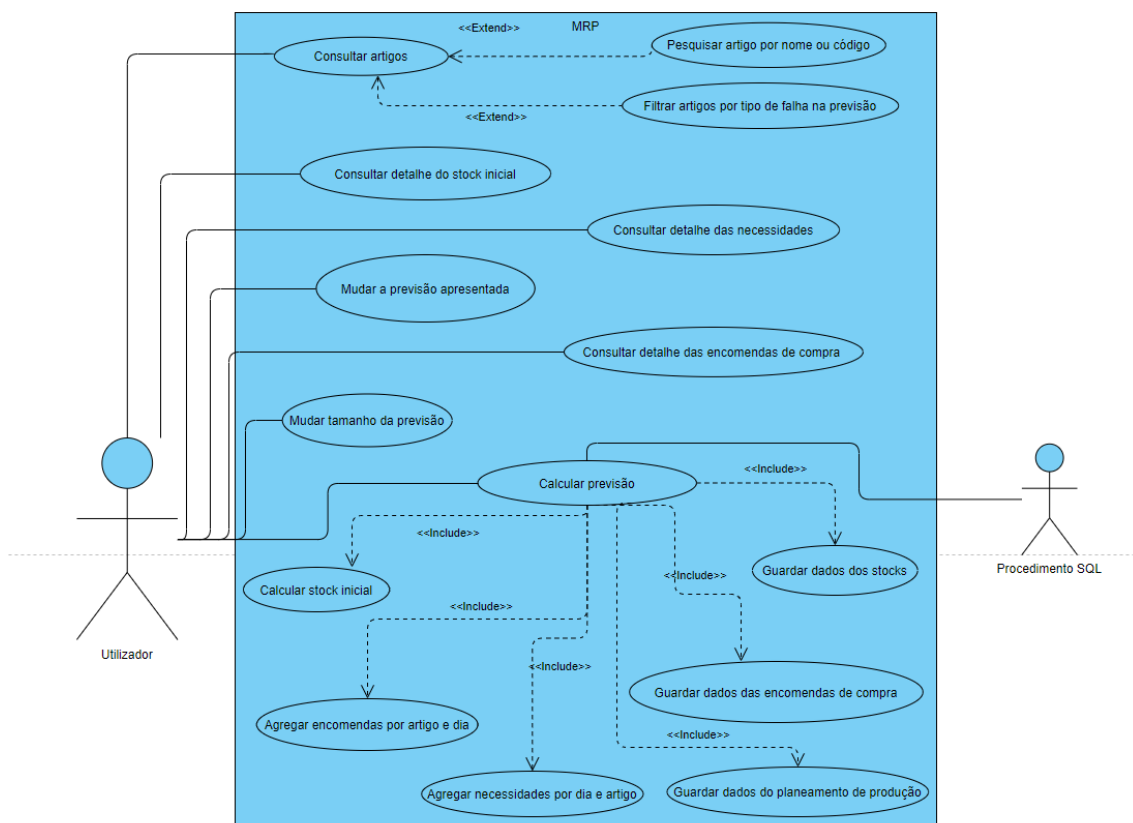 <<Extend>>
MRP
Pesquisar artigo por nome ou código
Consultar artigos
Filtrar artigos por tipo de falha na previsão
<<Extend>>
Consultar detalhe do stock inicial
Consultar detalhe das necessidades
Mudar a previsão apresentada
Consultar detalhe das encomendas de compra
Mudar tamanho da previsão
<<Include>>
Calcular previsão
<<Include>>
Procedimento SQL
Guardar dados dos stocks
<<Include>>
Calcular stock inicial
<<Include>>
Utilizador
<<Include>>
Guardar dados das encomendas de compra
Agregar encomendas por artigo e dia
<<Include>>
Agregar necessidades por dia e artigo
Guardar dados do planeamento de produção